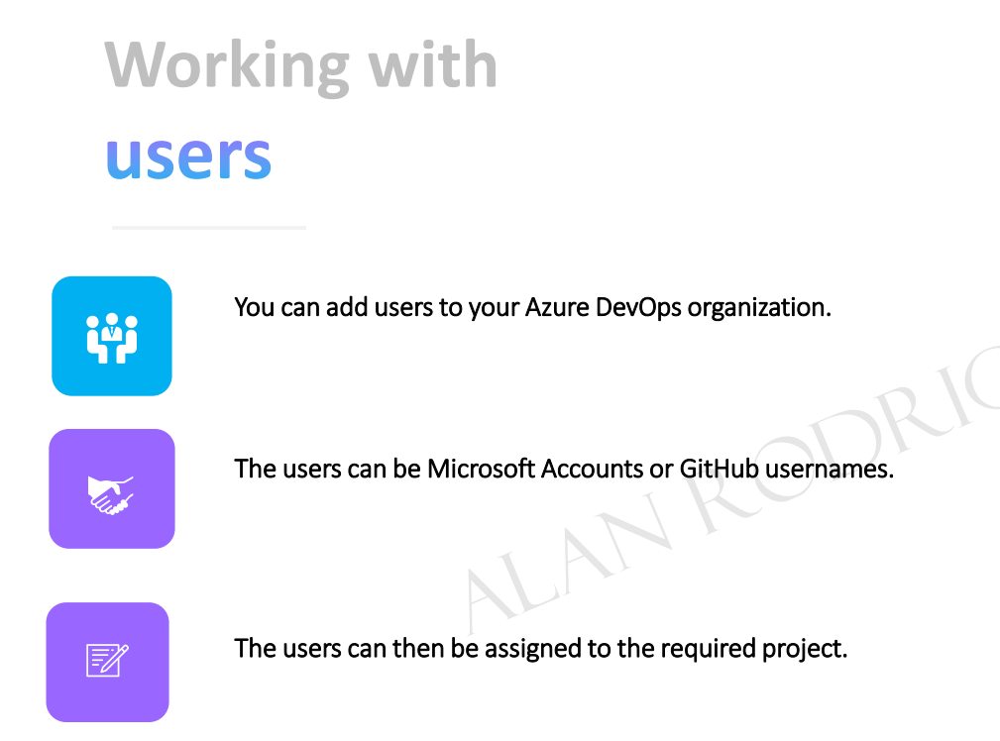 Working with
users
You can add users to your Azure DevOps organization.
The users can be Microsoft Accounts or GitHub usernames.
ALAN RODRI
The users can then be assigned to the required project.